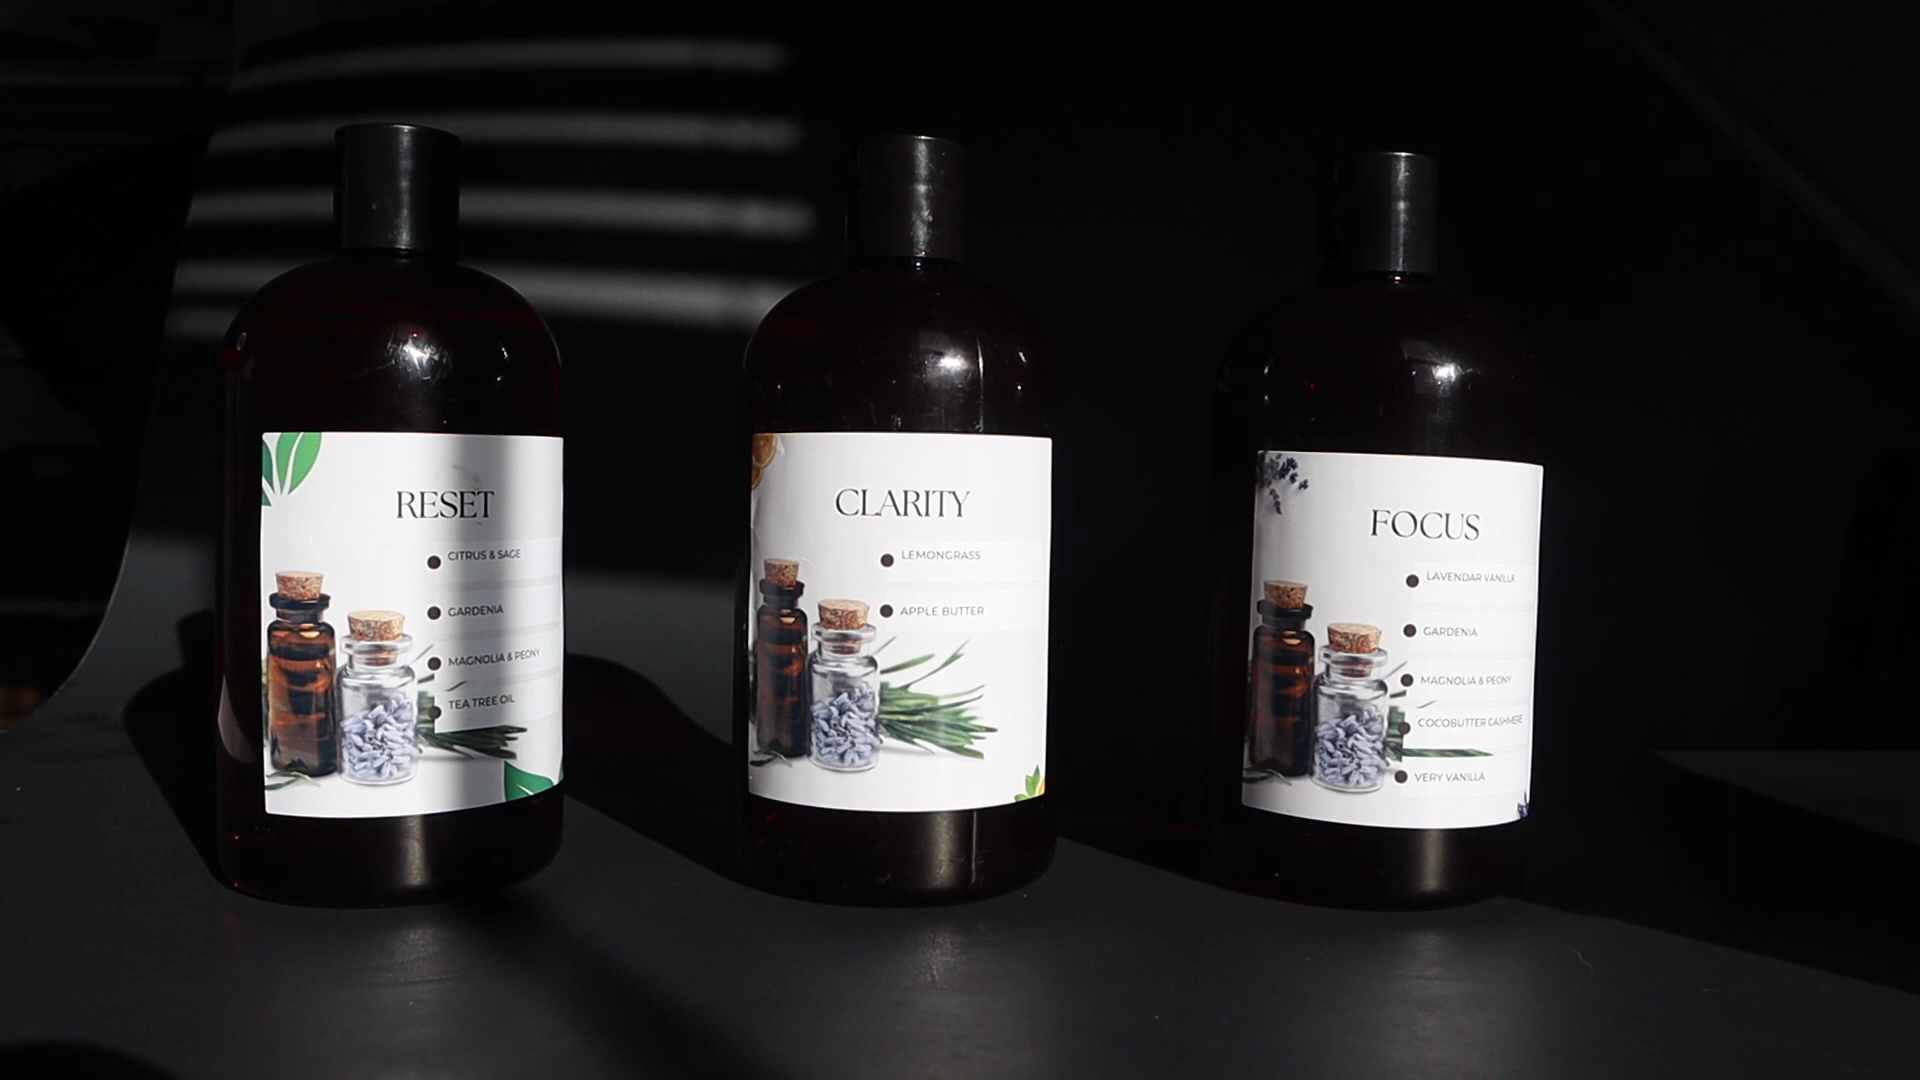 RESET
CITRUS & SAGE
GARDENIA
MAGNOLIA & PEONY
TEA TREE OIL
CLARITY
LEMONGRASS
APPLE BUTTER
FOCUS
LAVENDAR VANILLA
GARDENIA
MAGNOLIA & PEONY
COCOBUTTER CASHMERE
VERY VANILLA